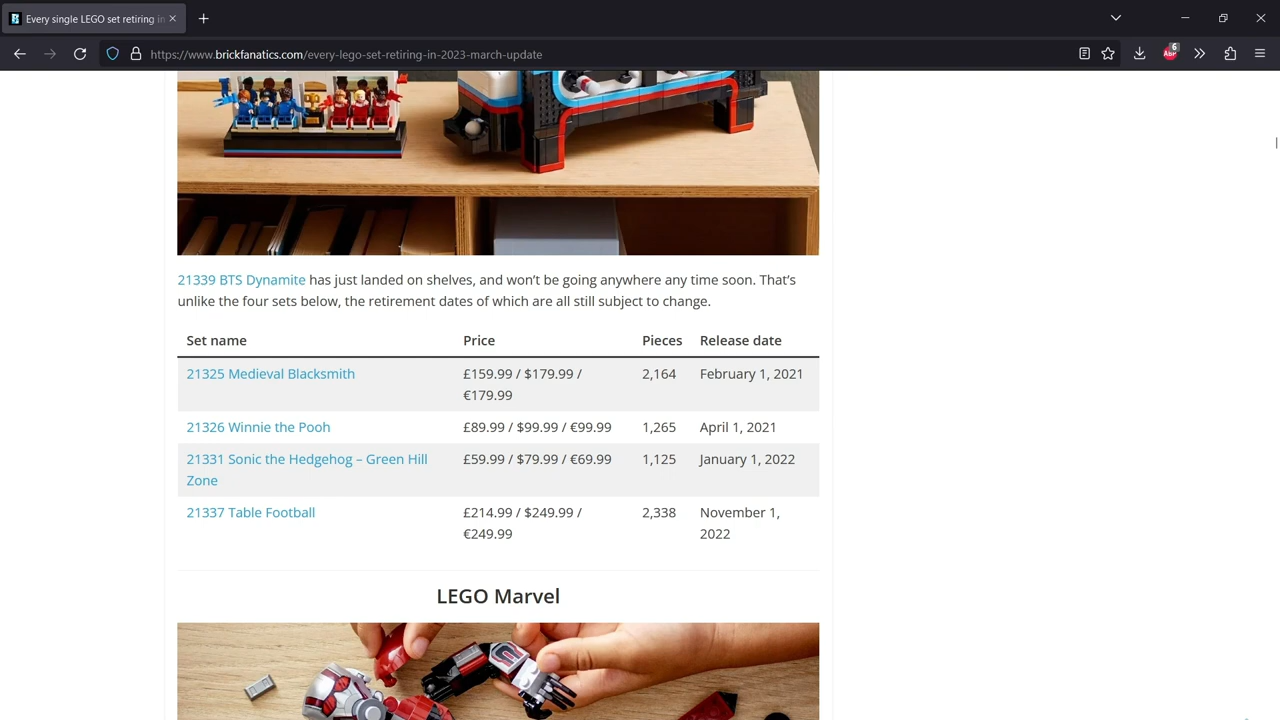 Every single LEGO set retiring in
https://www.brickfanatics.com/every-lego-set-retiring-in-2023-march-update
ABP
6
21339 BTS Dynamite has just landed on shelves, and won’t be going anywhere any time soon. That’s
unlike the four sets below, the retirement dates of which are all still subject to change.
Set name Price Pieces Release date
21325 Medieval Blacksmith £159.99 / $179.99 / 2,164 February 1, 2021
€179.99
21326 Winnie the Pooh £89.99 / $99.99 / €99.99 1,265 April 1, 2021
21331 Sonic the Hedgehog – Green Hill £59.99 / $79.99 / €69.99 1,125 January 1, 2022
Zone
21337 Table Football £214.99 / $249.99 / 2,338 November 1,
€249.99 2022
LEGO Marvel